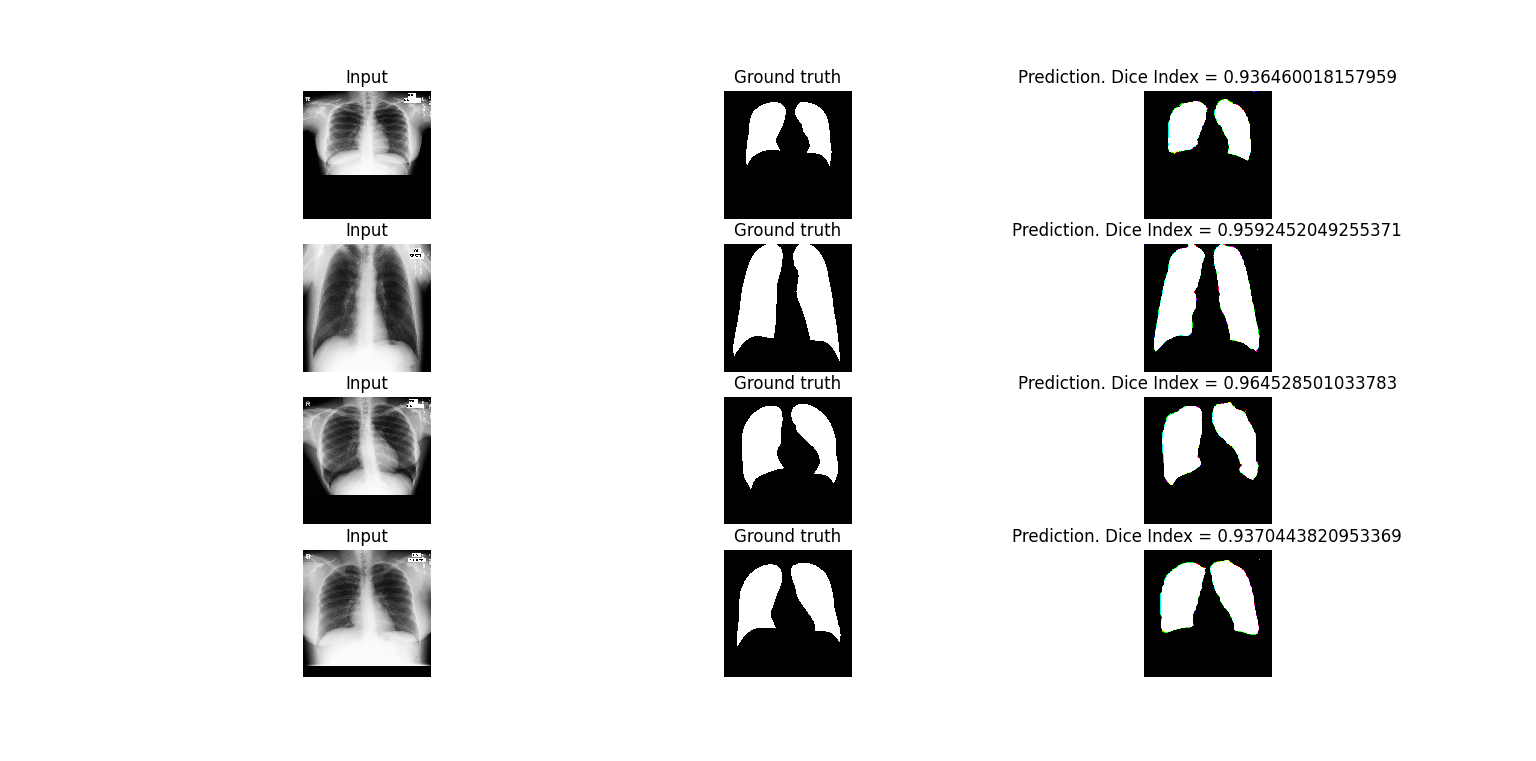 Input
Ground truth
Prediction. Dice Index = 0.936460018157959
Input
Ground truth
Prediction. Dice Index = 0.9592452049255371
Input
Ground truth
Prediction. Dice Index = 0.964528501033783
Input
Ground truth
Prediction. Dice Index = 0.9370443820953369